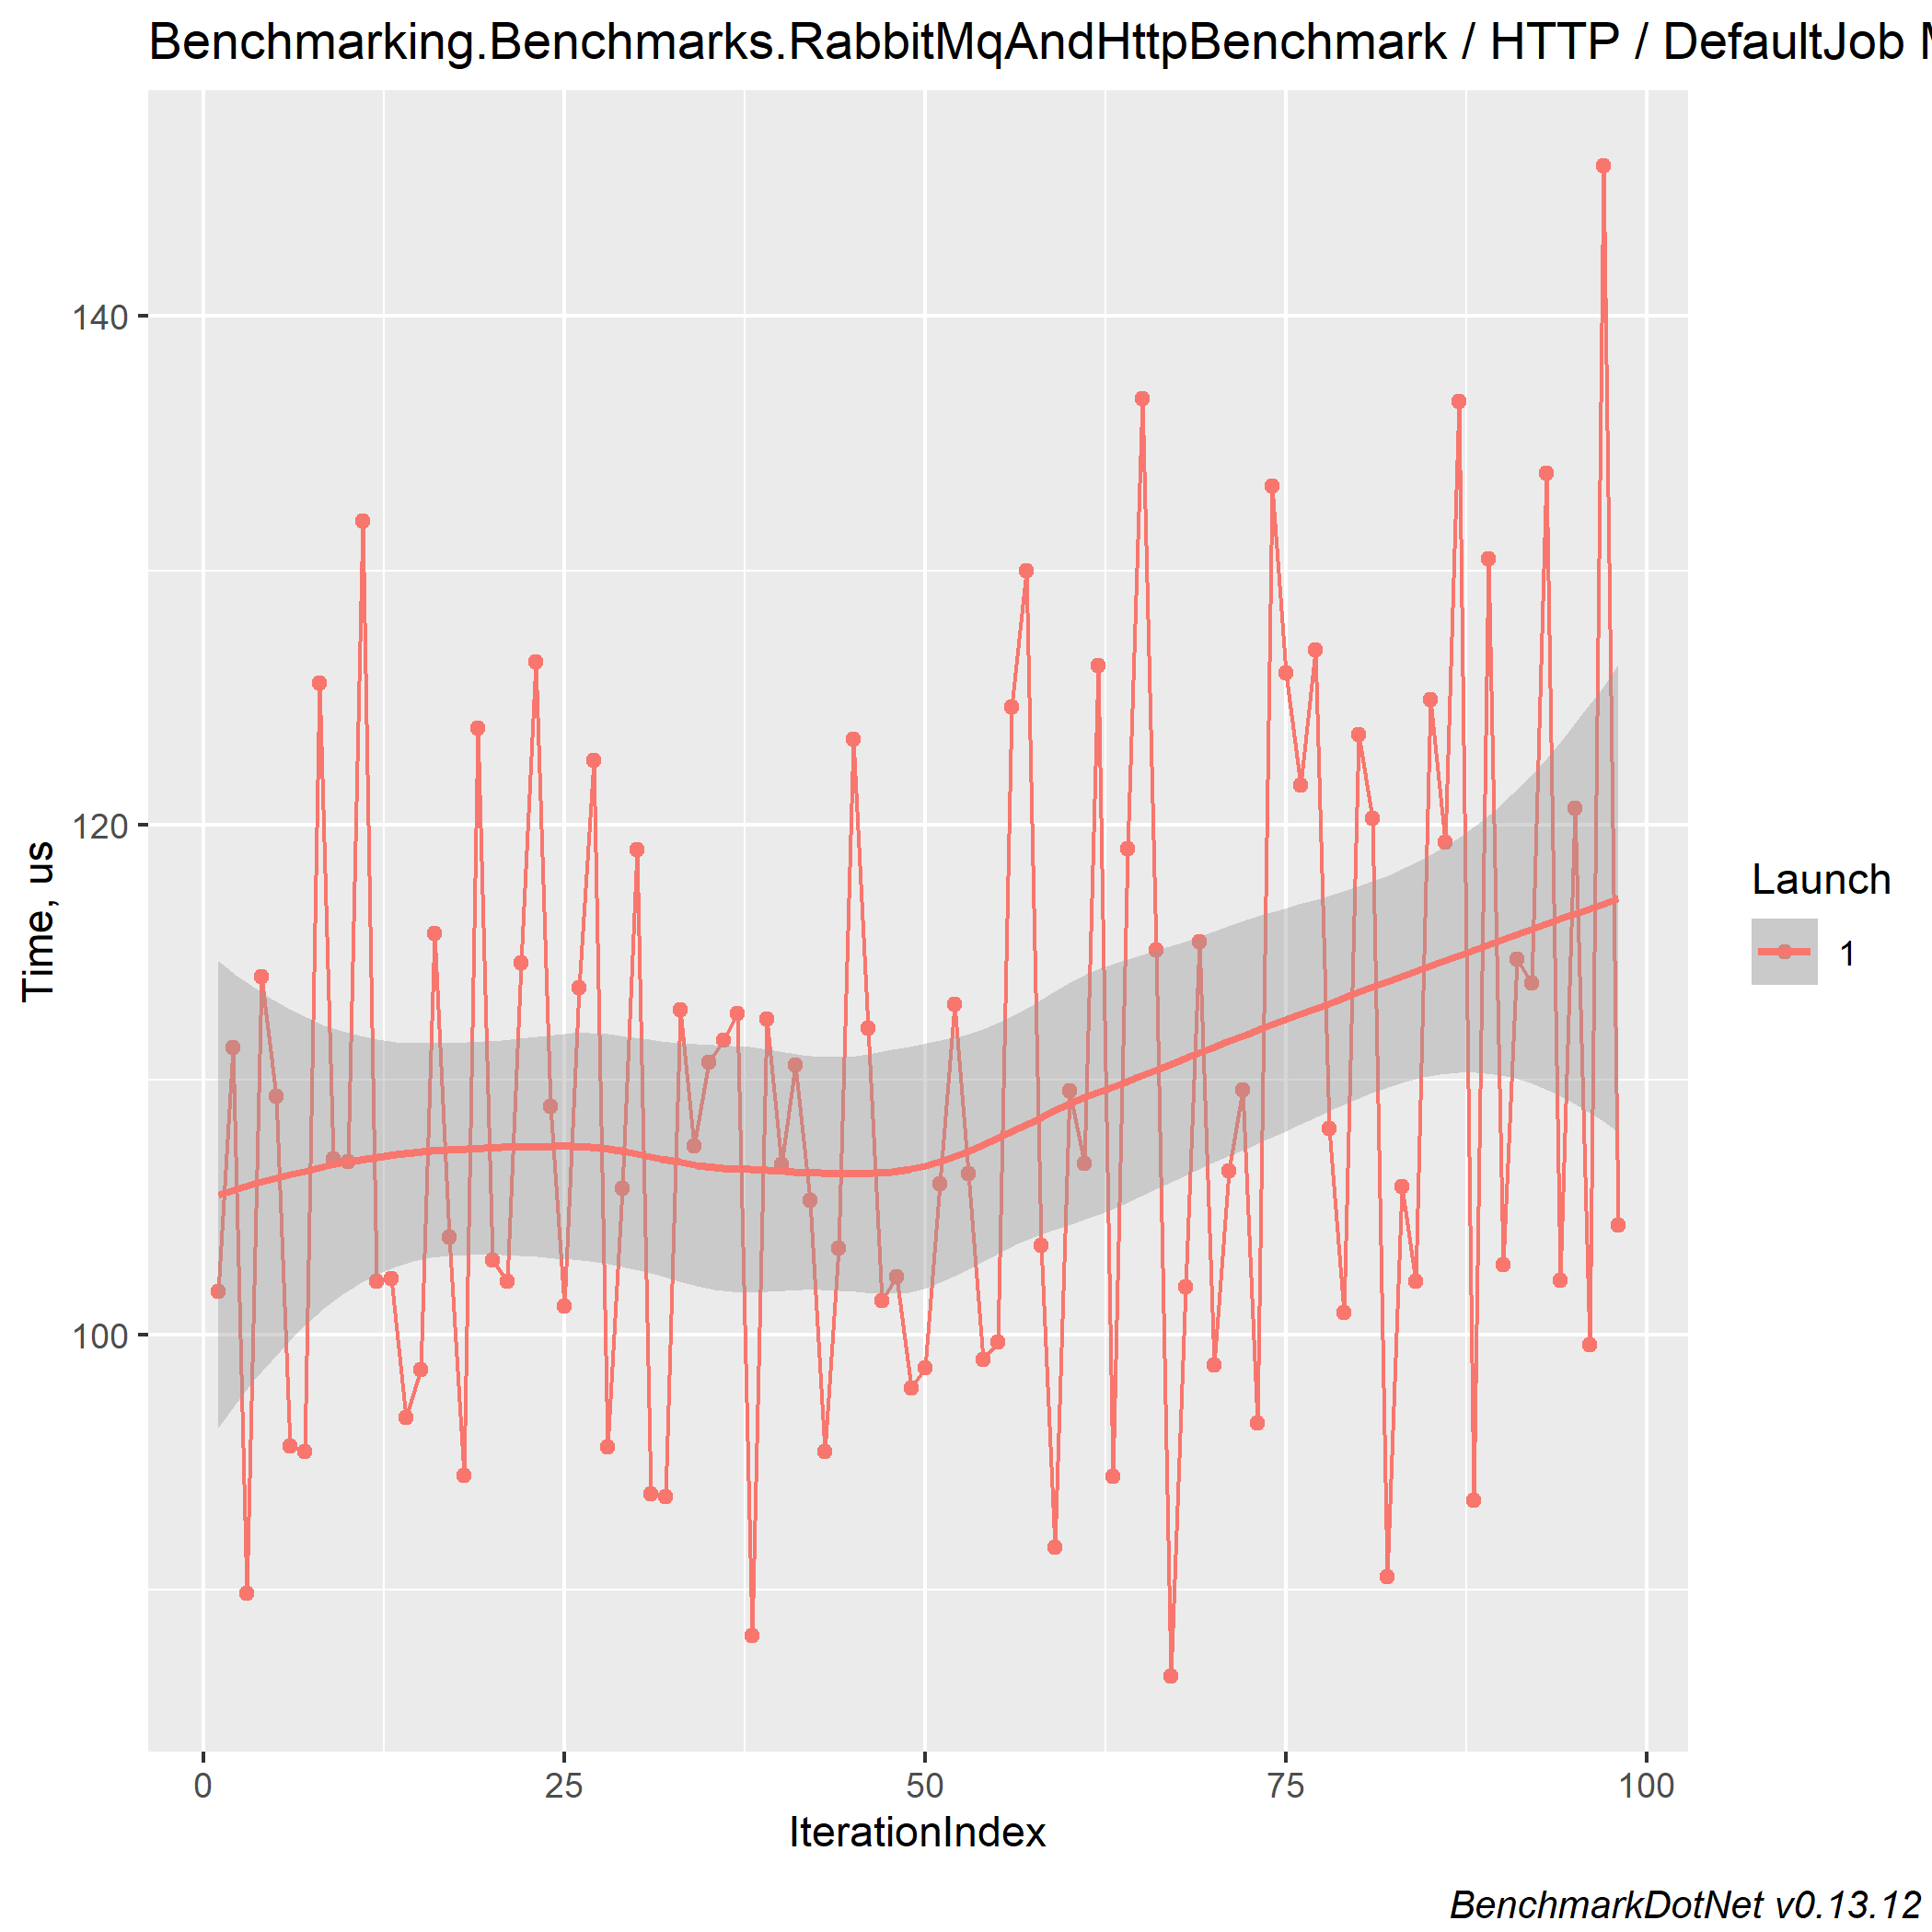 Benchmarking.Benchmarks.RabbitMqAndHttpBenchmark / HTTP / DefaultJob
140
120
100
Time, us
0 25 50 75 100
IterationIndex
Launch
1
BenchmarkDotNet v0.13.12